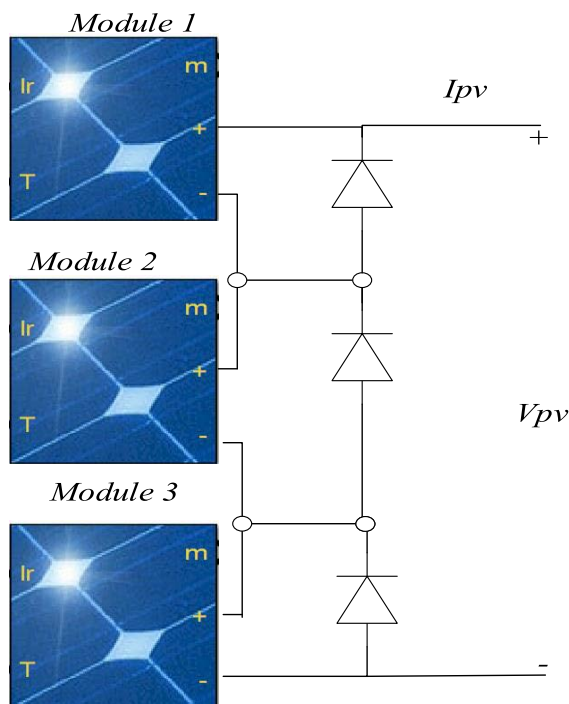 Module 1
m
Ir
+
T
-
Ipv
+
Module 2
m
Ir
+
T
-
Vpv
Module 3
m
Ir
+
T
-
-